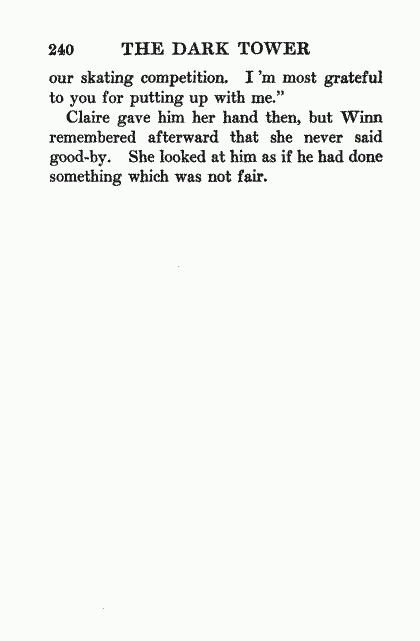 240 THE DARK TOWER
our skating competition. I 'm most grateful
to you for putting up with me."
Claire gave him her hand then, but Winn
remembered afterward that she never said
good-by. She looked at him as if he had done
something which was not fair.